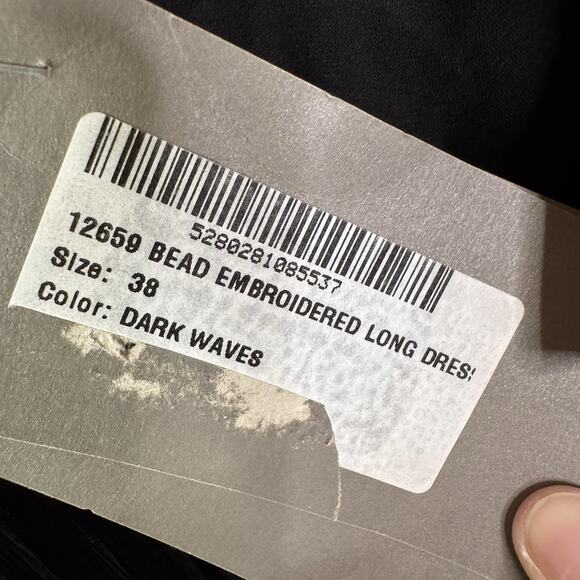 5280281085537
12659 BEAD EMBROIDERED LONG DRES
Size: 38
Color: DARK WAVES